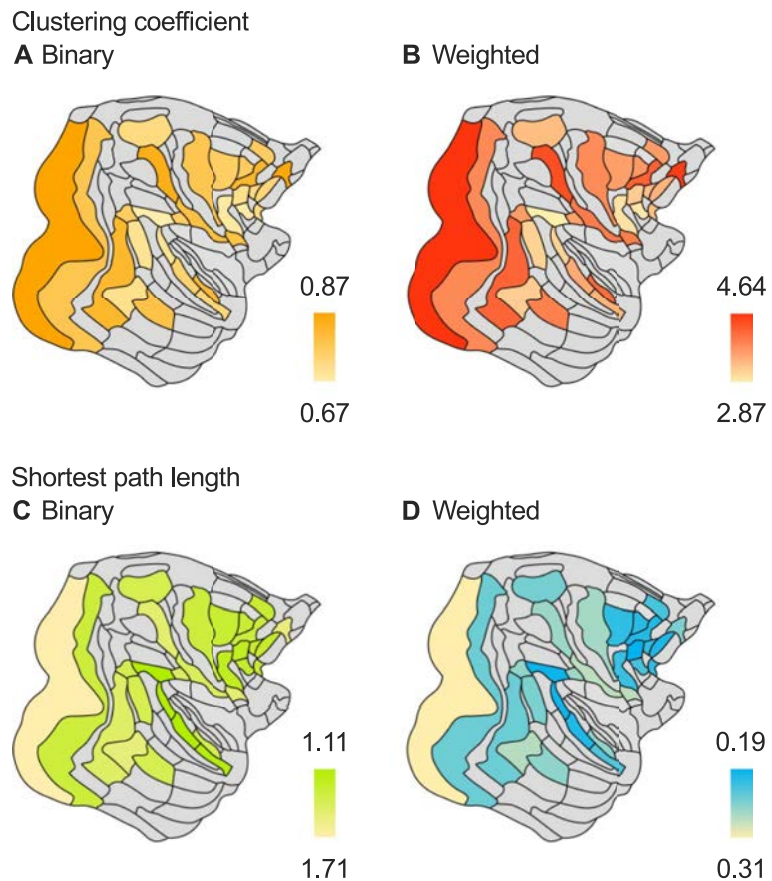 Clustering coefficient
A Binary
B Weighted
0.87
0.67
4.64
2.87
Shortest path length
C Binary
D Weighted
1.11
1.71
0.19
0.31